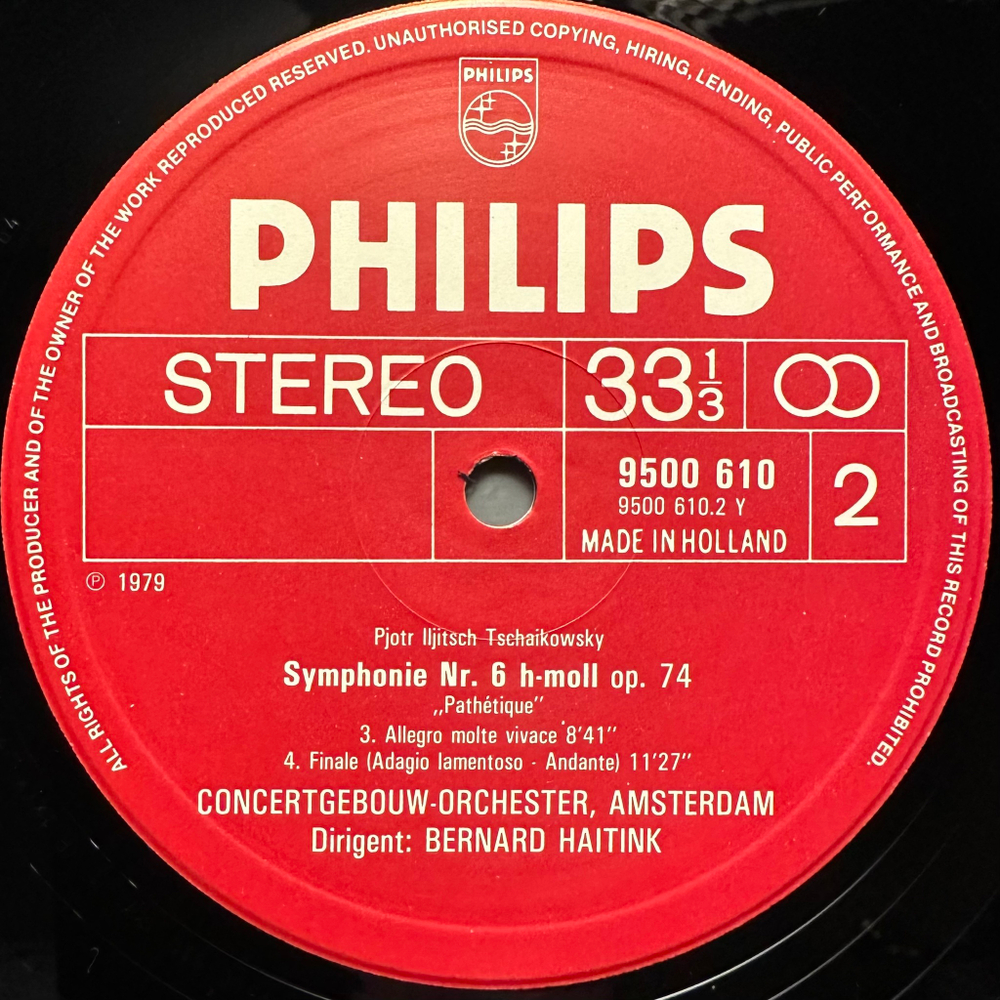 ALL RIGHTS OF THE PRODUCER AND OF THE OWNER OF THE WORK REPRODUCED RESERVED. UNAUTHORISED COPYING, HIRING, LENDING, PUBLIC PERFORMANCE AND BROADCASTING OF THIS RECORD PROHIBITED.
PHILIPS
PHILIPS
STEREO 33 1/3
9500 610 2
9500 610.2 Y
MADE IN HOLLAND
℗ 1979
Pjotr Iljitsch Tschaikowsky
Symphonie Nr. 6 h-moll op. 74
„Pathétique”
3. Allegro molte vivace 8'41''
4. Finale (Adagio lamentoso - Andante) 11'27''
CONCERTGEBOUW-ORCHESTER, AMSTERDAM
Dirigent: BERNARD HAITINK